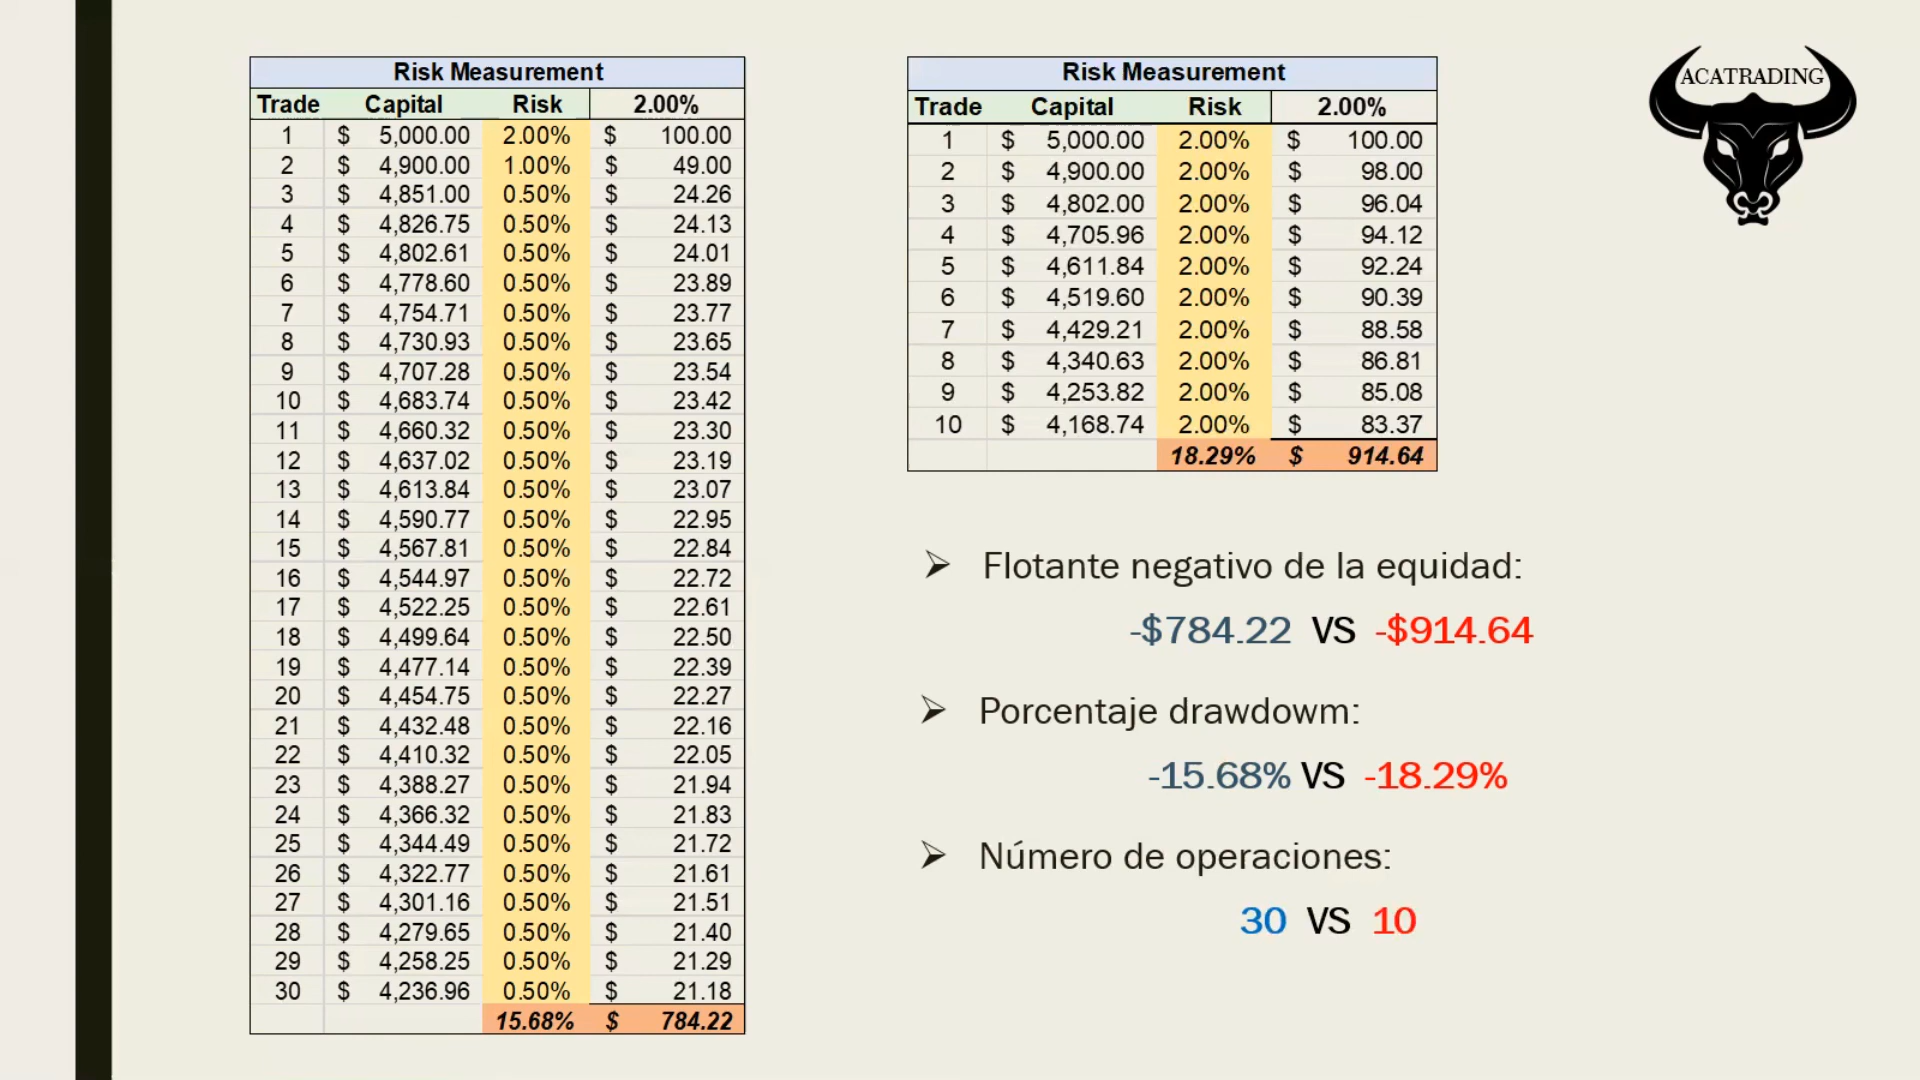 Risk Measurement
Trade Capital Risk 2.00%
1 $ 5,000.00 2.00% $ 100.00
2 $ 4,900.00 1.00% $ 49.00
3 $ 4,851.00 0.50% $ 24.26
4 $ 4,826.75 0.50% $ 24.13
5 $ 4,802.61 0.50% $ 24.01
6 $ 4,778.60 0.50% $ 23.89
7 $ 4,754.71 0.50% $ 23.77
8 $ 4,730.93 0.50% $ 23.65
9 $ 4,707.28 0.50% $ 23.54
10 $ 4,683.74 0.50% $ 23.42
11 $ 4,660.32 0.50% $ 23.30
12 $ 4,637.02 0.50% $ 23.19
13 $ 4,613.84 0.50% $ 23.07
14 $ 4,590.77 0.50% $ 22.95
15 $ 4,567.81 0.50% $ 22.84
16 $ 4,544.97 0.50% $ 22.72
17 $ 4,522.25 0.50% $ 22.61
18 $ 4,499.64 0.50% $ 22.50
19 $ 4,477.14 0.50% $ 22.39
20 $ 4,454.75 0.50% $ 22.27
21 $ 4,432.48 0.50% $ 22.16
22 $ 4,410.32 0.50% $ 22.05
23 $ 4,388.27 0.50% $ 21.94
24 $ 4,366.32 0.50% $ 21.83
25 $ 4,344.49 0.50% $ 21.72
26 $ 4,322.77 0.50% $ 21.61
27 $ 4,301.16 0.50% $ 21.51
28 $ 4,279.65 0.50% $ 21.40
29 $ 4,258.25 0.50% $ 21.29
30 $ 4,236.96 0.50% $ 21.18
15.68% $ 784.22
Risk Measurement
Trade Capital Risk 2.00%
1 $ 5,000.00 2.00% $ 100.00
2 $ 4,900.00 2.00% $ 98.00
3 $ 4,802.00 2.00% $ 96.04
4 $ 4,705.96 2.00% $ 94.12
5 $ 4,611.84 2.00% $ 92.24
6 $ 4,519.60 2.00% $ 90.39
7 $ 4,429.21 2.00% $ 88.58
8 $ 4,340.63 2.00% $ 86.81
9 $ 4,253.82 2.00% $ 85.08
10 $ 4,168.74 2.00% $ 83.37
18.29% $ 914.64
ACATRADING
Flotante negativo de la equidad:
-$784.22 VS -$914.64
Porcentaje drawdowm:
-15.68% VS -18.29%
Número de operaciones:
30 VS 10